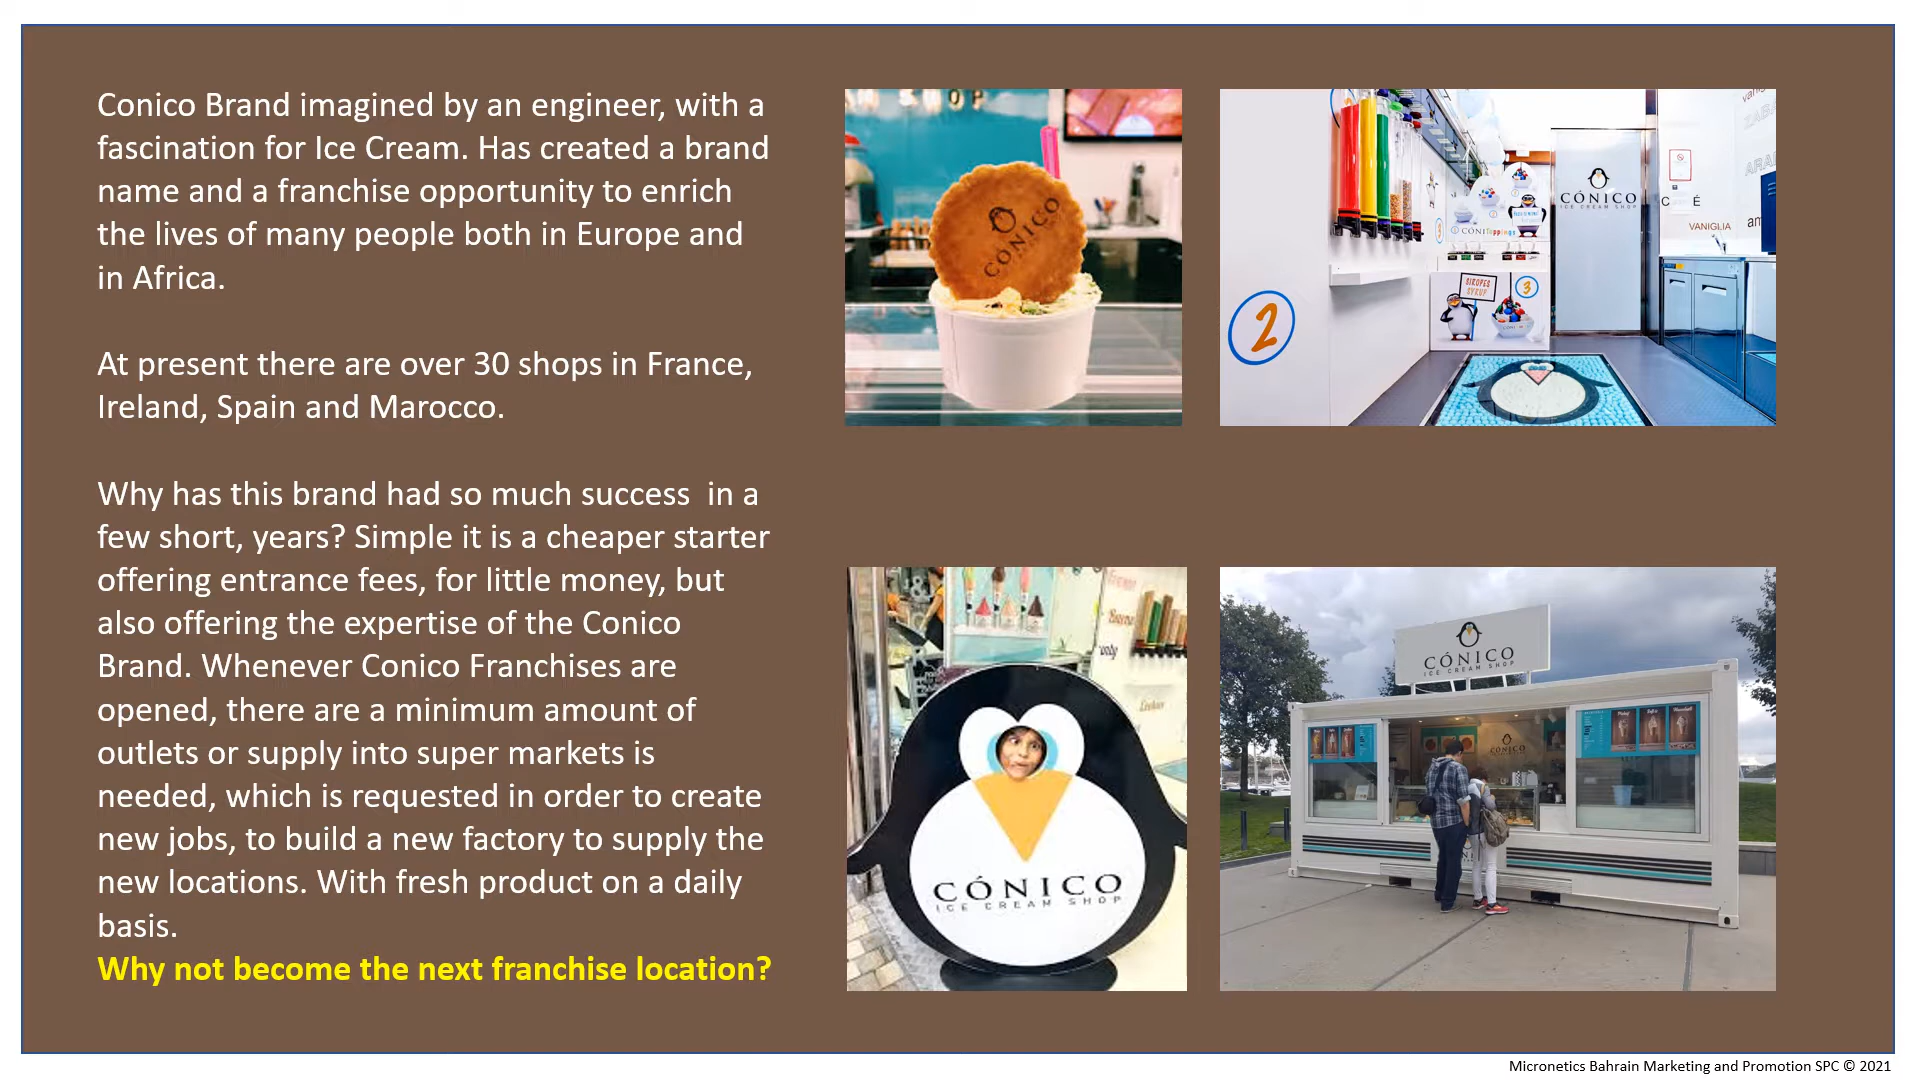 Conico Brand imagined by an engineer, with a
fascination for Ice Cream. Has created a brand
name and a franchise opportunity to enrich
the lives of many people both in Europe and
in Africa.
At present there are over 30 shops in France,
Ireland, Spain and Marocco.
Why has this brand had so much success  in a
few short, years? Simple it is a cheaper starter
offering entrance fees, for little money, but
also offering the expertise of the Conico
Brand. Whenever Conico Franchises are
opened, there are a minimum amount of
outlets or supply into super markets is
needed, which is requested in order to create
new jobs, to build a new factory to supply the
new locations. With fresh product on a daily
basis.
Why not become the next franchise location?
CÓNICO
CÓNICO
ICE CREAM SHOP
VANIGLIA
CÓNIToppings
SIROPES
SYRUP
3
2
CÓNICO
ICE CREAM SHOP
CÓNICO
ICE CREAM SHOP
CÓNICO
Micronetics Bahrain Marketing and Promotion SPC © 2021